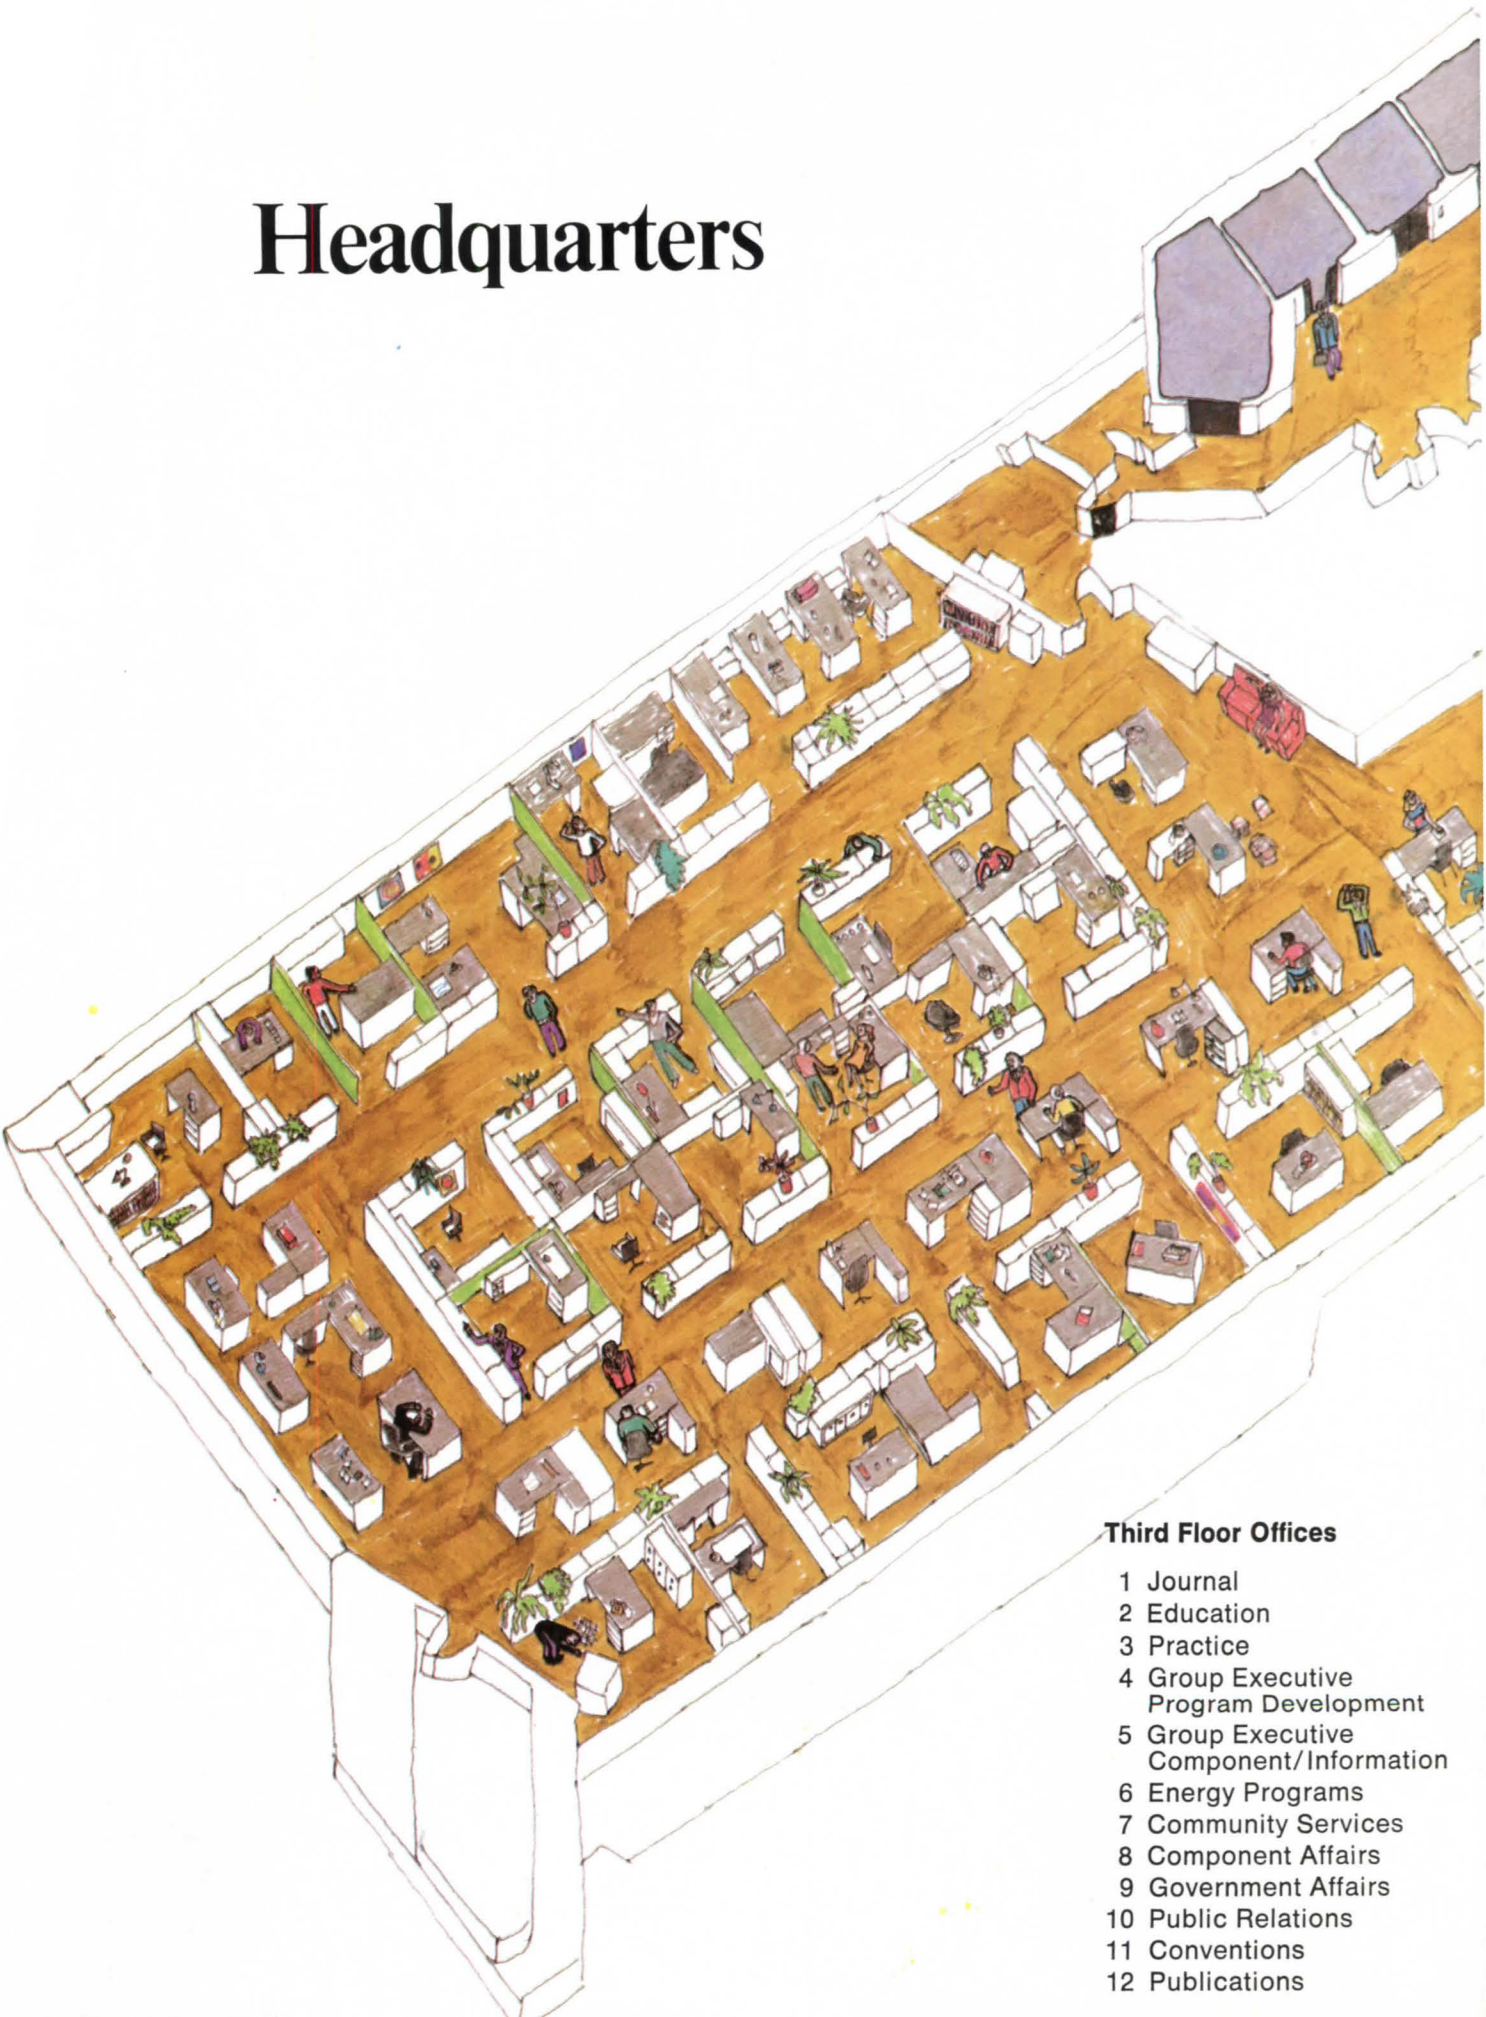 Headquarters
Third Floor Offices
1 Journal
2 Education
3 Practice
4 Group Executive
Program Development
5 Group Executive
Component/Information
6 Energy Programs
7 Community Services
8 Component Affairs
9 Government Affairs
10 Public Relations
11 Conventions
12 Publications